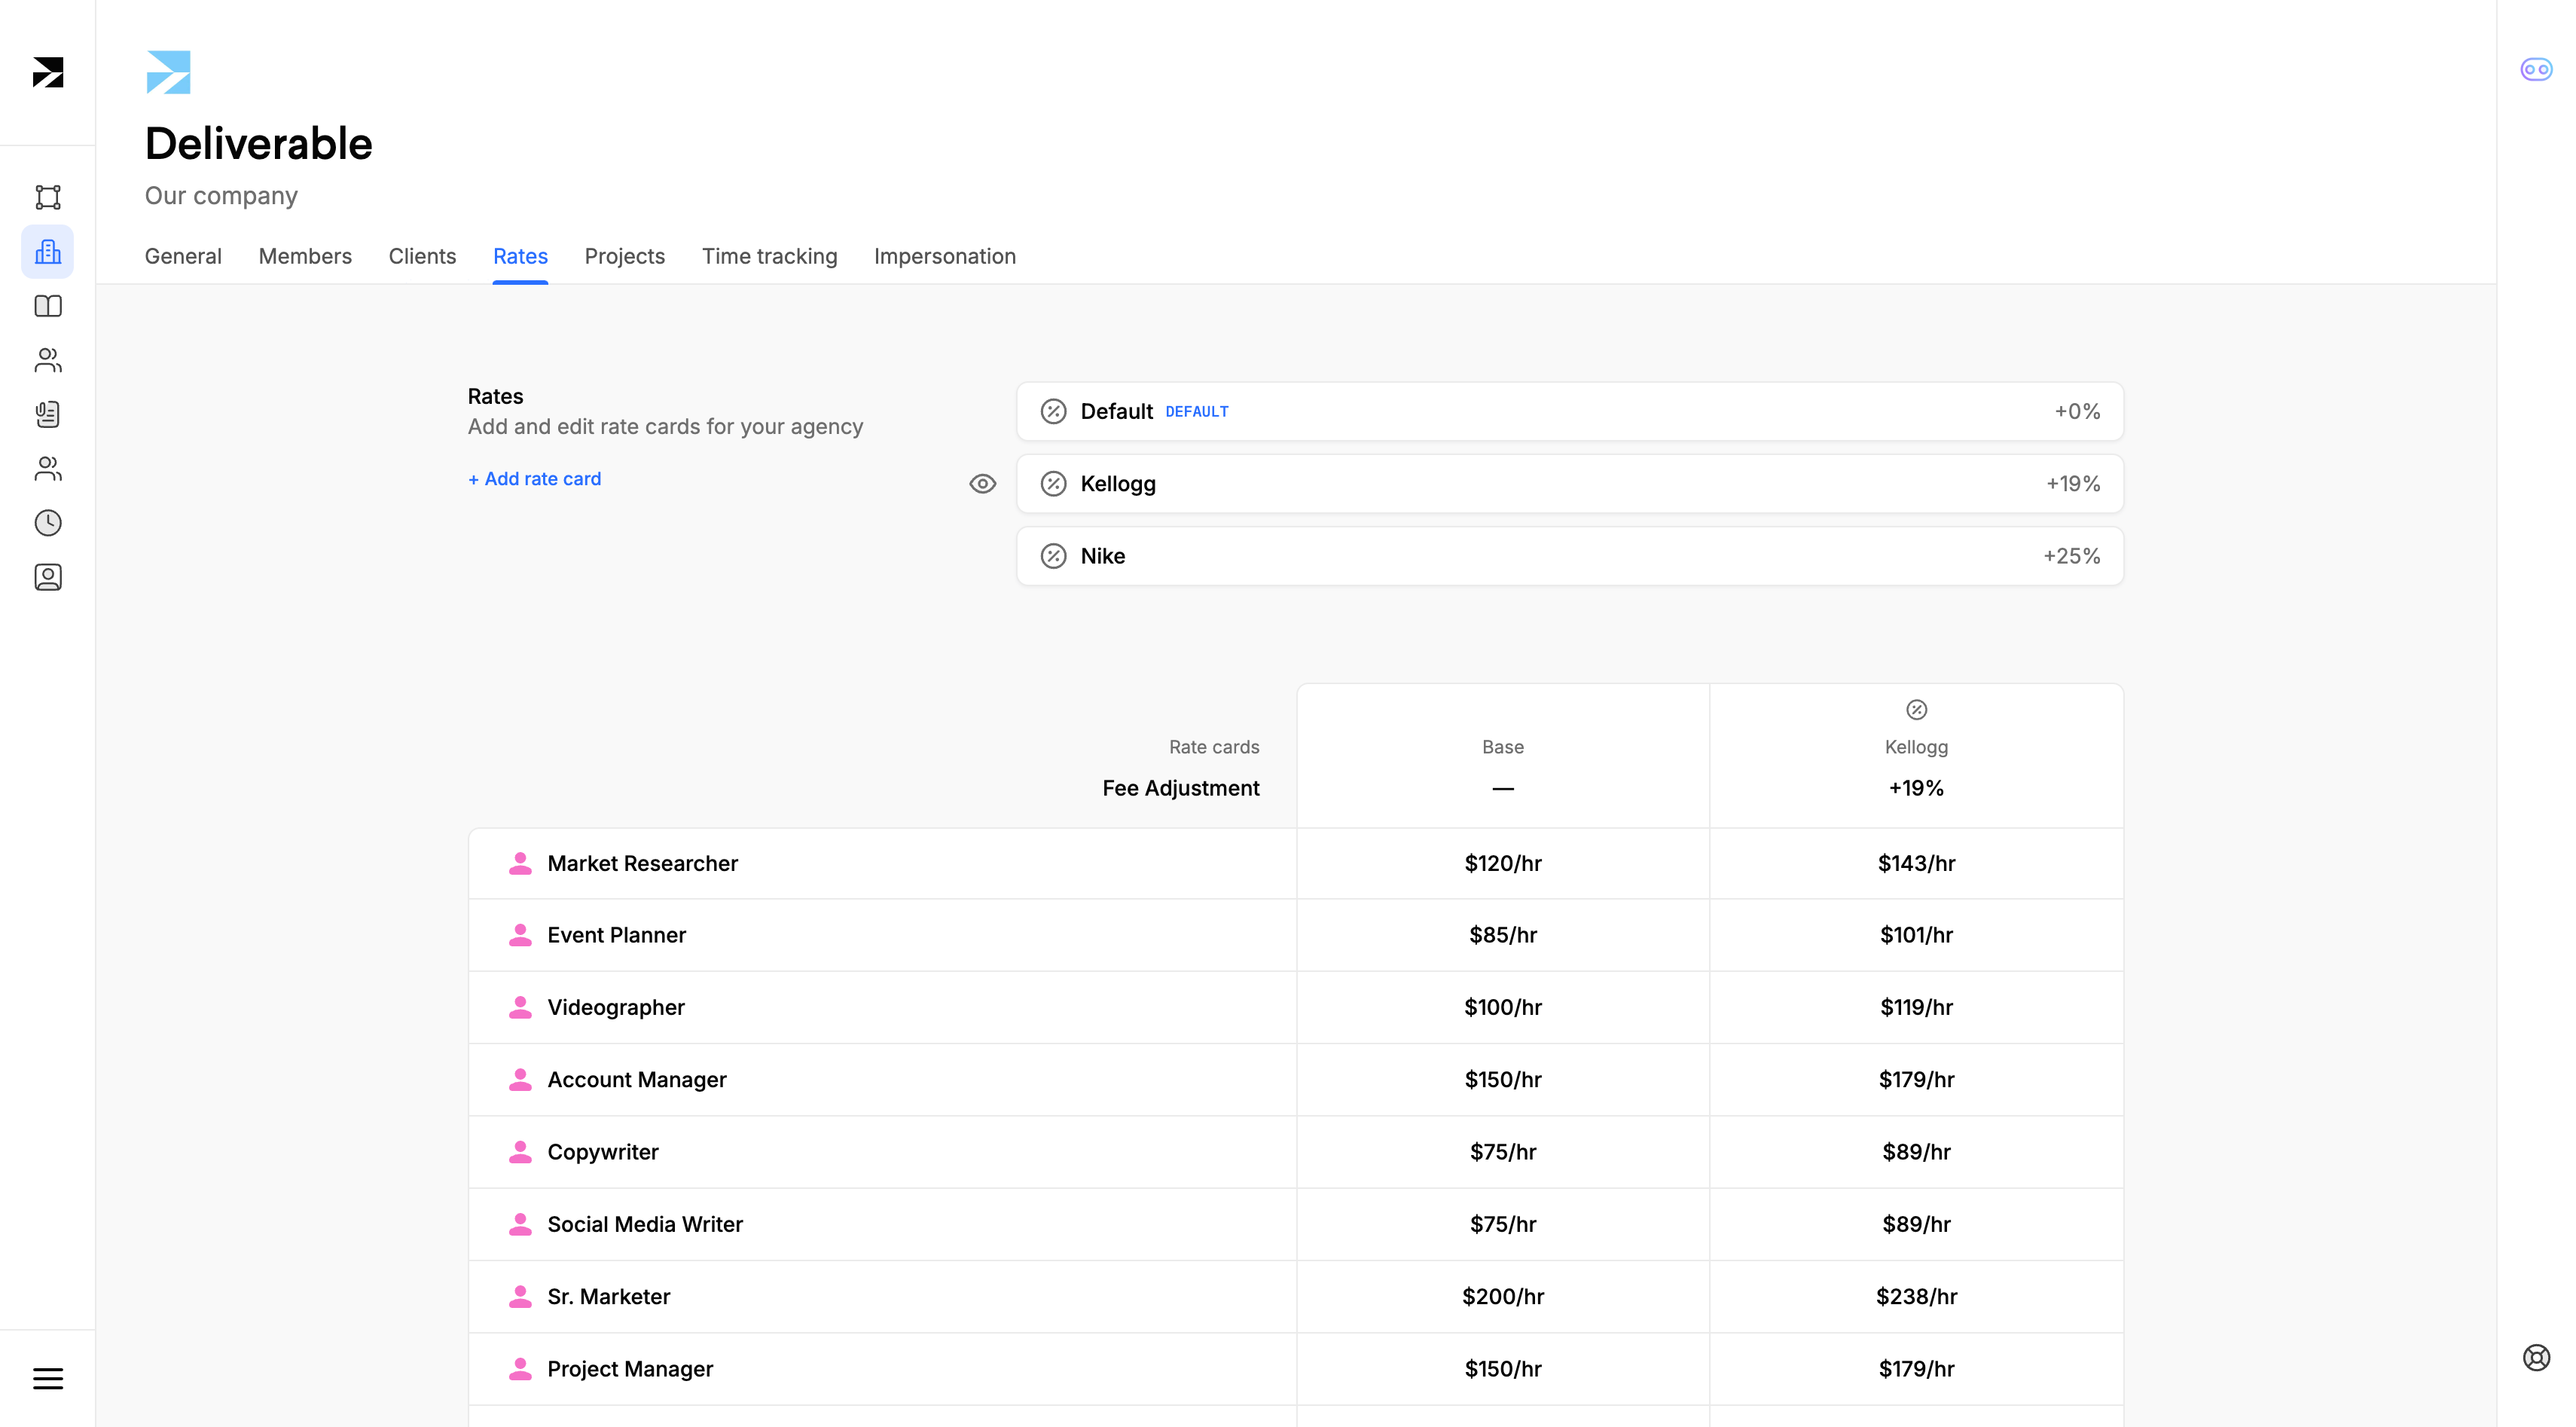 Deliverable
Our company
General Members Clients Rates Projects Time tracking Impersonation
Rates
Add and edit rate cards for your agency
+ Add rate card
Default DEFAULT +0%
Kellogg +19%
Nike +25%
Rate cards Base Kellogg
Fee Adjustment — +19%
Market Researcher $120/hr $143/hr
Event Planner $85/hr $101/hr
Videographer $100/hr $119/hr
Account Manager $150/hr $179/hr
Copywriter $75/hr $89/hr
Social Media Writer $75/hr $89/hr
Sr. Marketer $200/hr $238/hr
Project Manager $150/hr $179/hr